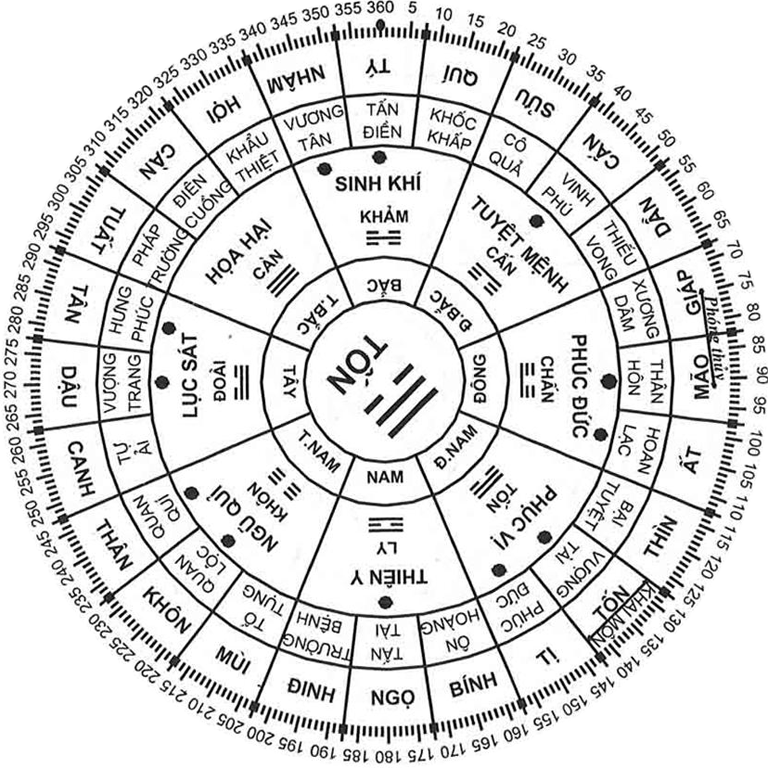 360
5
10
15
20
25
30
35
40
45
50
55
60
65
70
75
80
85
90
95
100
105
110
115
120
125
130
135
140
145
150
155
160
165
170
175
180
185
190
195
200
205
210
215
220
225
230
235
240
245
250
255
260
265
270
275
280
285
290
295
300
305
310
315
320
325
330
335
340
345
350
355
TÝ
QUÍ
SỬU
CẤN
DẦN
GIÁP
MÃO
Phóng thủy
ẤT
THÌN
TỐN
KHAI MÔN
TỊ
BÍNH
NGỌ
ĐINH
MÙI
KHÔN
THÂN
CANH
DẬU
TÂN
TUẤT
CÀN
HỢI
NHÂM
TẤN
ĐIỀN
KHỐC
KHẤP
CÔ
QUẢ
VINH
PHÚ
THIẾU
VONG
XƯƠNG
DÂM
THÂN
HÔN
HOAN
LẠC
BẠI
TUYỆT
VƯỢNG
TÀI
PHÚC
ĐỨC
ÔN
HOÀNG
TẤN
TÀI
TRƯỜNG
BỆNH
TỐ
TỤNG
QUAN
LỘC
QUAN
QUÍ
TỰ
ẢI
VƯỢNG
TRANG
HƯNG
PHÚC
PHÁP
TRƯỜNG
ĐIÊN
CUỒNG
KHẨU
THIỆT
VƯƠNG
TÂN
SINH KHÍ
KHẢM
TUYỆT MỆNH
CẤN
PHÚC ĐỨC
CHẤN
PHỤC VỊ
TỐN
THIÊN Y
LY
NGŨ QUỈ
KHÔN
LỤC SÁT
ĐOÀI
HỌA HẠI
CÀN
BẮC
Đ.BẮC
ĐÔNG
Đ.NAM
NAM
T.NAM
TÂY
T.BẮC
TỐN